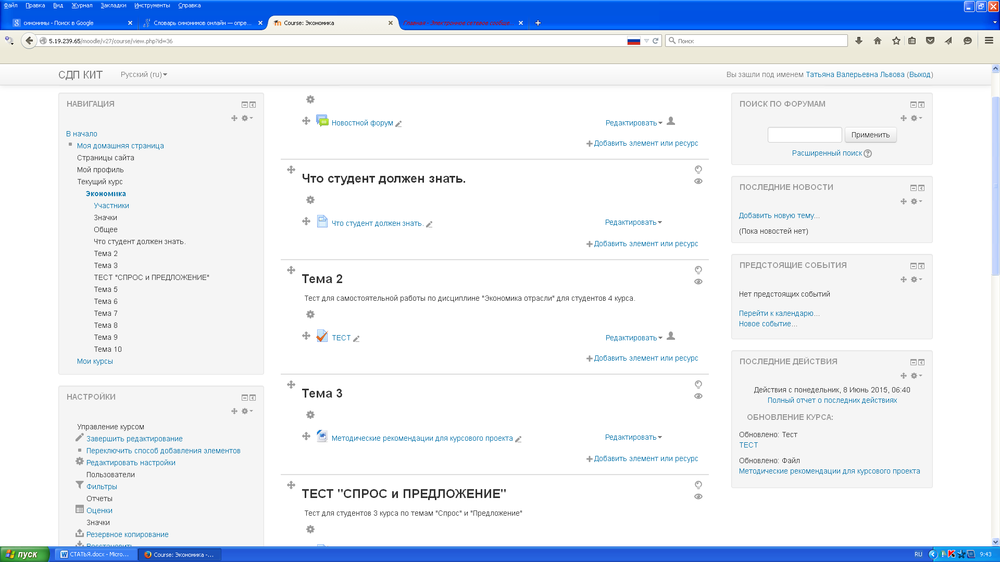 Файл Правка Вид Журнал Закладки Инструменты Справка
синонимы - Поиск в Google
Словарь синонимов онлайн — опре...
Course: Экономика
5.19.239.65/moodle/v27/course/view.php?id=36
Поиск
СДП КИТ
Русский (ru)
Вы зашли под именем Татьяна Валерьевна Львова (Выход)
НАВИГАЦИЯ
В начало
Моя домашняя страница
Страницы сайта
Мой профиль
Текущий курс
Экономика
Участники
Значки
Общее
Что студент должен знать.
Тема 2
Тема 3
ТЕСТ "СПРОС и ПРЕДЛОЖЕНИЕ"
Тема 5
Тема 6
Тема 7
Тема 8
Тема 9
Тема 10
Мои курсы
НАСТРОЙКИ
Управление курсом
Завершить редактирование
Переключить способ добавления элементов
Редактировать настройки
Пользователи
Фильтры
Отчеты
Оценки
Значки
Резервное копирование
Восстановить
Новостной форум
Редактировать
Добавить элемент или ресурс
Что студент должен знать.
Что студент должен знать.
Редактировать
Добавить элемент или ресурс
Тема 2
Тест для самостоятельной работы по дисциплине "Экономика отрасли" для студентов 4 курса.
ТЕСТ
Редактировать
Добавить элемент или ресурс
Тема 3
Методические рекомендации для курсового проекта
Редактировать
Добавить элемент или ресурс
ТЕСТ "СПРОС и ПРЕДЛОЖЕНИЕ"
Тест для студентов 3 курса по темам "Спрос" и "Предложение"
ПОИСК ПО ФОРУМАМ
Применить
Расширенный поиск
ПОСЛЕДНИЕ НОВОСТИ
Добавить новую тему...
(Пока новостей нет)
ПРЕДСТОЯЩИЕ СОБЫТИЯ
Нет предстоящих событий
Перейти к календарю...
Новое событие...
ПОСЛЕДНИЕ ДЕЙСТВИЯ
Действия с понедельник, 8 Июнь 2015, 06:40
Полный отчет о последних действиях
ОБНОВЛЕНИЕ КУРСА:
Обновлено: Тест
ТЕСТ
Обновлено: Файл
Методические рекомендации для курсового проекта
пуск
СТАТЬЯ.docx - Micro...
Course: Экономика -...
RU
9:43